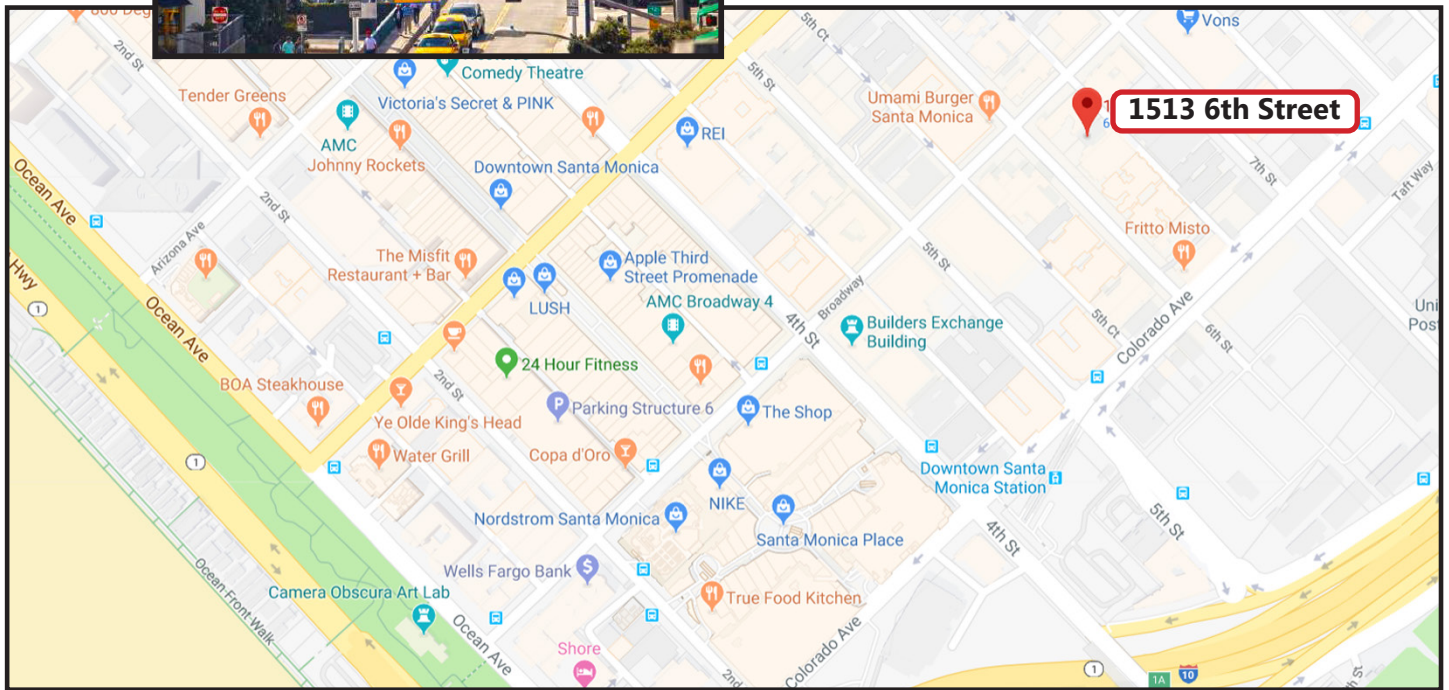 Vons
2nd St
5th Ct
5th St
Comedy Theatre
Tender Greens
Victoria's Secret & PINK
Umami Burger
Santa Monica
1513 6th Street
AMC
Johnny Rockets
REI
7th St
Taft Way
Downtown Santa Monica
Ocean Ave
2nd St
Arizona Ave
Fritto Misto
The Misfit
Restaurant + Bar
Apple Third
Street Promenade
5th St
Hwy
1
LUSH
AMC Broadway 4
Broadway
4th St
Builders Exchange
Building
5th Ct
Colorado Ave
6th St
Ocean Ave
24 Hour Fitness
BOA Steakhouse
2nd St
Parking Structure 6
The Shop
Ye Olde King's Head
Water Grill
Copa d'Oro
1
Downtown Santa
Monica Station
NIKE
Nordstrom Santa Monica
Santa Monica Place
4th St
5th St
Wells Fargo Bank
Camera Obscura Art Lab
True Food Kitchen
Ocean Front Walk
Ocean Ave
Shore
2nd
Colorado Ave
1
1A
10